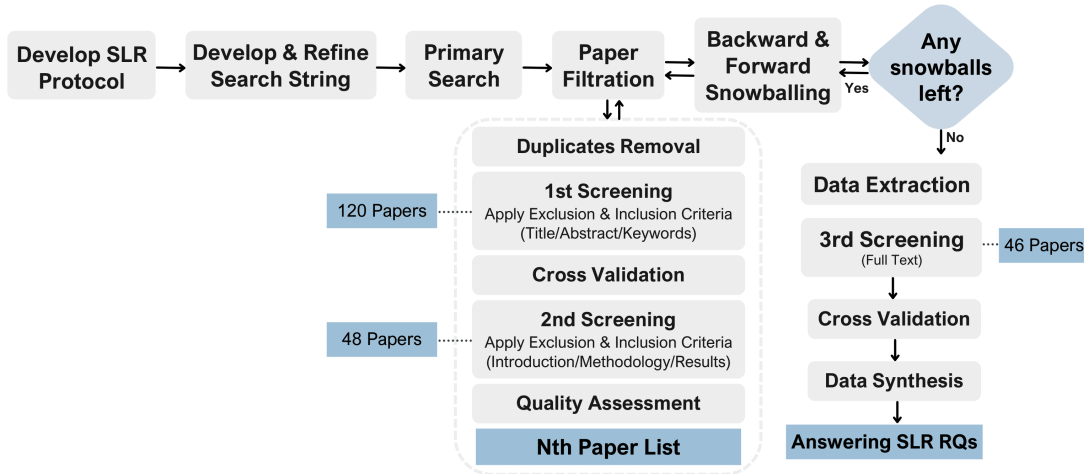 Develop SLR
Protocol
Develop & Refine
Search String
Primary
Search
Paper
Filtration
Backward &
Forward
Snowballing
Any
snowballs
left?
Yes
No
Duplicates Removal
1st Screening
Apply Exclusion & Inclusion Criteria
(Title/Abstract/Keywords)
120 Papers
Cross Validation
2nd Screening
Apply Exclusion & Inclusion Criteria
(Introduction/Methodology/Results)
48 Papers
Quality Assessment
Nth Paper List
Data Extraction
3rd Screening
(Full Text)
46 Papers
Cross Validation
Data Synthesis
Answering SLR RQs